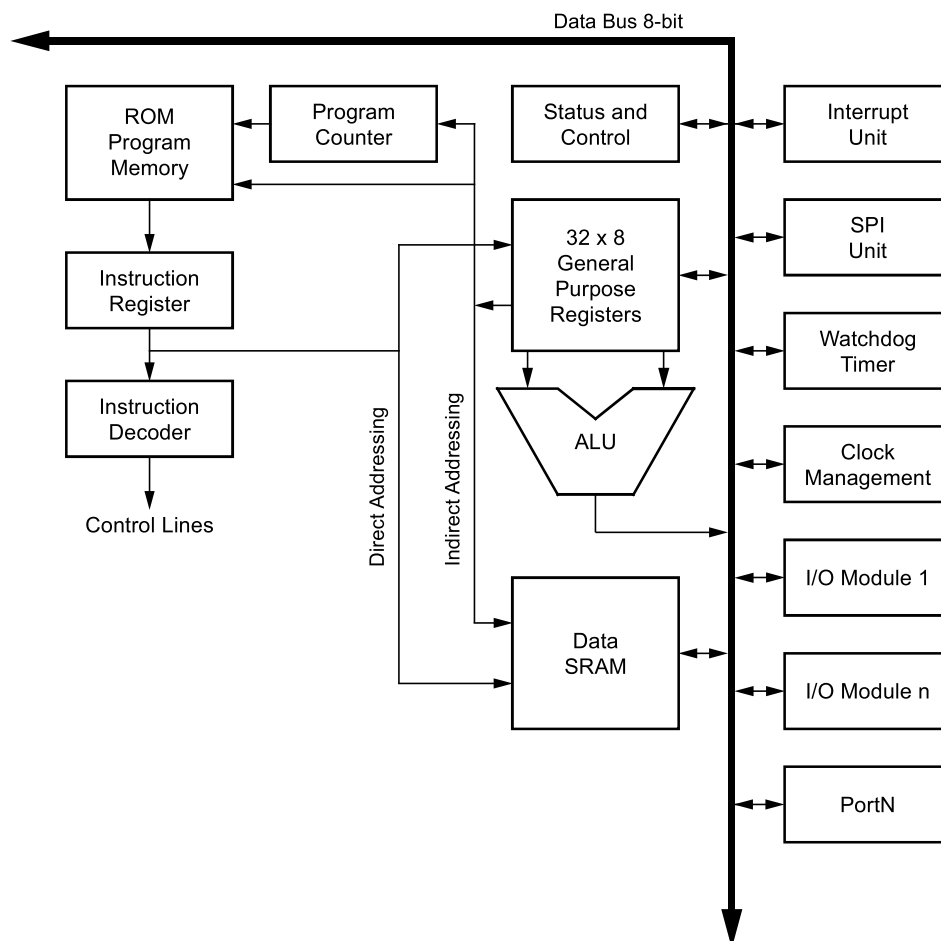 Data Bus 8-bit
ROM
Program
Memory
Program
Counter
Status and
Control
Interrupt
Unit
32 x 8
General
Purpose
Registers
SPI
Unit
Instruction
Register
Watchdog
Timer
Instruction
Decoder
Direct Addressing
Indirect Addressing
ALU
Clock
Management
Control Lines
I/O Module 1
Data
SRAM
I/O Module n
PortN